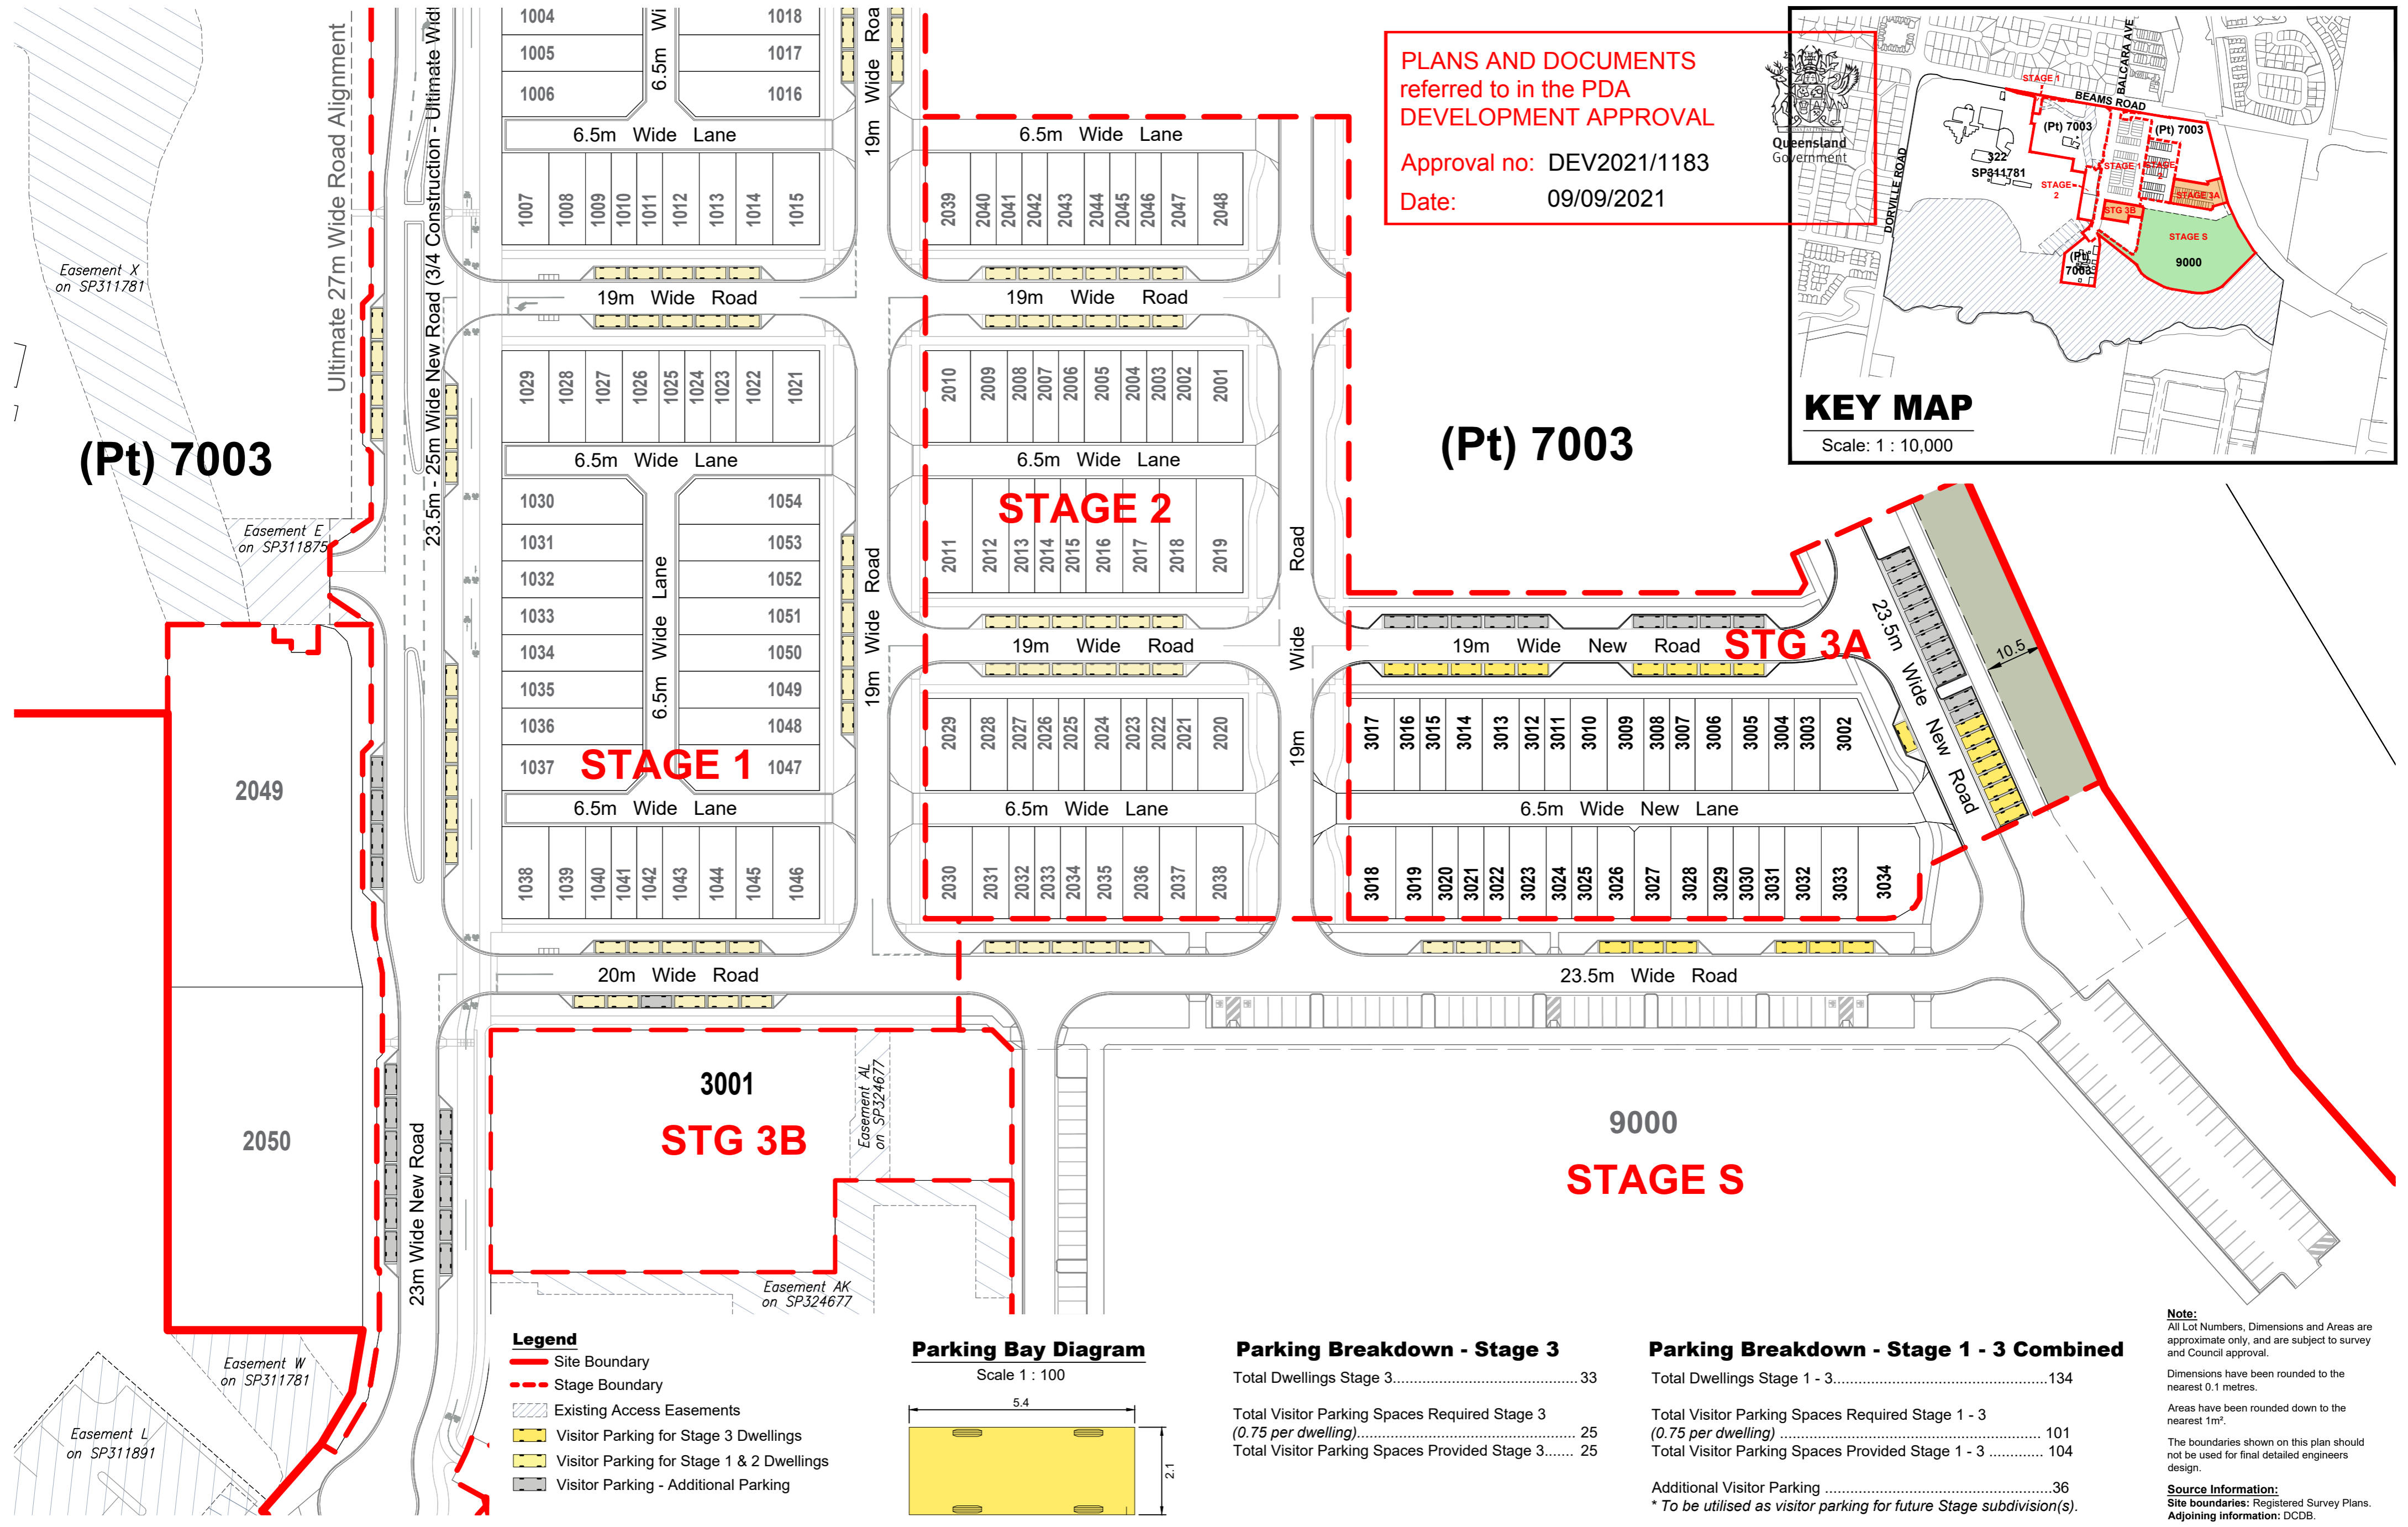 PLANS AND DOCUMENTS
referred to in the PDA
DEVELOPMENT APPROVAL
Approval no: DEV2021/1183
Date: 09/09/2021
Queensland
Government
KEY MAP
Scale: 1 : 10,000
BALCARA AVE
BEAMS ROAD
DORVILLE ROAD
STAGE 1
(Pt) 7003
(Pt) 7003
322
SP311781
STAGE 1
STAGE
2
STAGE
2
STAGE 3A
STG 3B
STAGE S
9000
(Pt)
7003
Ultimate 27m Wide Road Alignment
23.5m - 25m Wide New Road (3/4 Construction - Ultimate Widt
Easement X
on SP311781
(Pt) 7003
Easement E
on SP311875
1004
1005
1006
1018
1017
1016
6.5m Wi
19m Wide Roa
6.5m Wide Lane
6.5m Wide Lane
1007
1008
1009
1010
1011
1012
1013
1014
1015
2039
2040
2041
2042
2043
2044
2045
2046
2047
2048
19m Wide Road
19m Wide Road
1029
1028
1027
1026
1025
1024
1023
1022
1021
2010
2009
2008
2007
2006
2005
2004
2003
2002
2001
(Pt) 7003
6.5m Wide Lane
6.5m Wide Lane
1030
1031
1032
1033
1034
1035
1036
1037
1054
1053
1052
1051
1050
1049
1048
1047
6.5m Wide Lane
19m Wide Road
STAGE 1
STAGE 2
2011
2012
2013
2014
2015
2016
2017
2018
2019
19m Wide Road
19m Wide Road
19m Wide New Road
STG 3A
23.5m Wide New Road
10.5
2029
2028
2027
2026
2025
2024
2023
2022
2021
2020
3017
3016
3015
3014
3013
3012
3011
3010
3009
3008
3007
3006
3005
3004
3003
3002
6.5m Wide Lane
6.5m Wide Lane
6.5m Wide New Lane
1038
1039
1040
1041
1042
1043
1044
1045
1046
2030
2031
2032
2033
2034
2035
2036
2037
2038
3018
3019
3020
3021
3022
3023
3024
3025
3026
3027
3028
3029
3030
3031
3032
3033
3034
20m Wide Road
23.5m Wide Road
2049
2050
23m Wide New Road
3001
STG 3B
Easement AL
on SP324677
Easement AK
on SP324677
9000
STAGE S
Easement W
on SP311781
Easement L
on SP311891
Legend
Site Boundary
Stage Boundary
Existing Access Easements
Visitor Parking for Stage 3 Dwellings
Visitor Parking for Stage 1 & 2 Dwellings
Visitor Parking - Additional Parking
Parking Bay Diagram
Scale 1 : 100
5.4
2.1
Parking Breakdown - Stage 3
Total Dwellings Stage 3.......................................... 33
Total Visitor Parking Spaces Required Stage 3
(0.75 per dwelling).................................................. 25
Total Visitor Parking Spaces Provided Stage 3....... 25
Parking Breakdown - Stage 1 - 3 Combined
Total Dwellings Stage 1 - 3.................................................134
Total Visitor Parking Spaces Required Stage 1 - 3
(0.75 per dwelling) ........................................................... 101
Total Visitor Parking Spaces Provided Stage 1 - 3 ............ 104
Additional Visitor Parking ...................................................36
* To be utilised as visitor parking for future Stage subdivision(s).
Note:
All Lot Numbers, Dimensions and Areas are
approximate only, and are subject to survey
and Council approval.
Dimensions have been rounded to the
nearest 0.1 metres.
Areas have been rounded down to the
nearest 1m².
The boundaries shown on this plan should
not be used for final detailed engineers
design.
Source Information:
Site boundaries: Registered Survey Plans.
Adjoining information: DCDB.